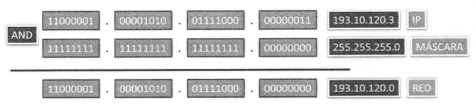 11000001 . 00001010 . 01111000 . 00000011 193.10.120.3 IP
AND
11111111 . 11111111 . 11111111 . 00000000 255.255.255.0 MÁSCARA
11000001 . 00001010 . 01111000 . 00000000 193.10.120.0 RED